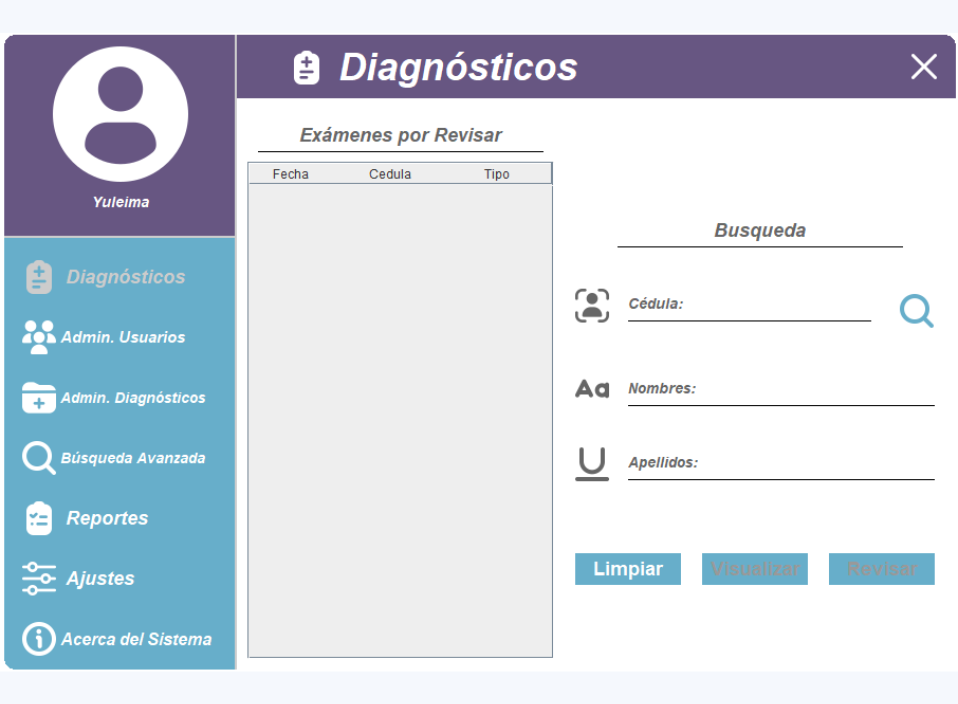 Diagnósticos
Yuleima
Diagnósticos
Admin. Usuarios
Admin. Diagnósticos
Búsqueda Avanzada
Reportes
Ajustes
Acerca del Sistema
Exámenes por Revisar
Fecha Cedula Tipo
Busqueda
Cédula:
Aa Nombres:
Apellidos:
Limpiar Visualizar Revisar